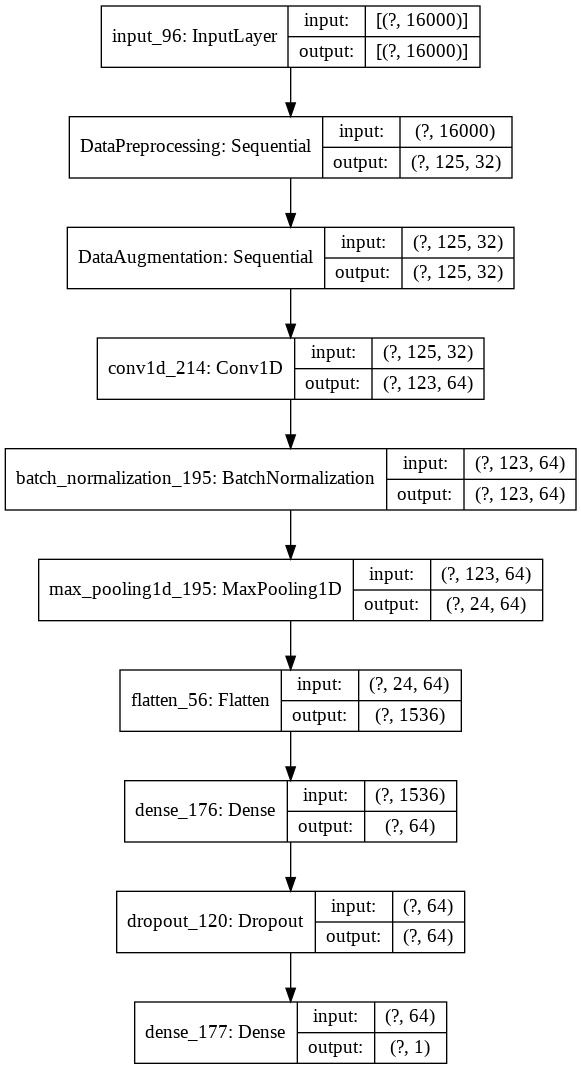 input_96: InputLayer
input: [(?, 16000)]
output: [(?, 16000)]
DataPreprocessing: Sequential
input: (?, 16000)
output: (?, 125, 32)
DataAugmentation: Sequential
input: (?, 125, 32)
output: (?, 125, 32)
conv1d_214: Conv1D
input: (?, 125, 32)
output: (?, 123, 64)
batch_normalization_195: BatchNormalization
input: (?, 123, 64)
output: (?, 123, 64)
max_pooling1d_195: MaxPooling1D
input: (?, 123, 64)
output: (?, 24, 64)
flatten_56: Flatten
input: (?, 24, 64)
output: (?, 1536)
dense_176: Dense
input: (?, 1536)
output: (?, 64)
dropout_120: Dropout
input: (?, 64)
output: (?, 64)
dense_177: Dense
input: (?, 64)
output: (?, 1)